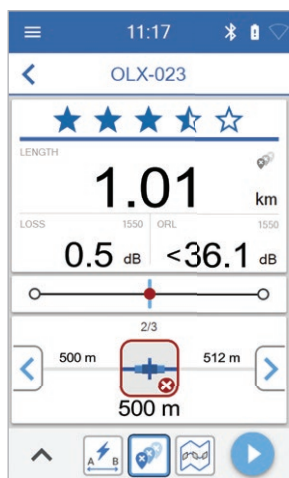 11:17
OLX-023
LENGTH
1.01 km
LOSS 1550 ORL 1550
0.5 dB <36.1 dB
2/3
500 m 512 m
500 m
A B